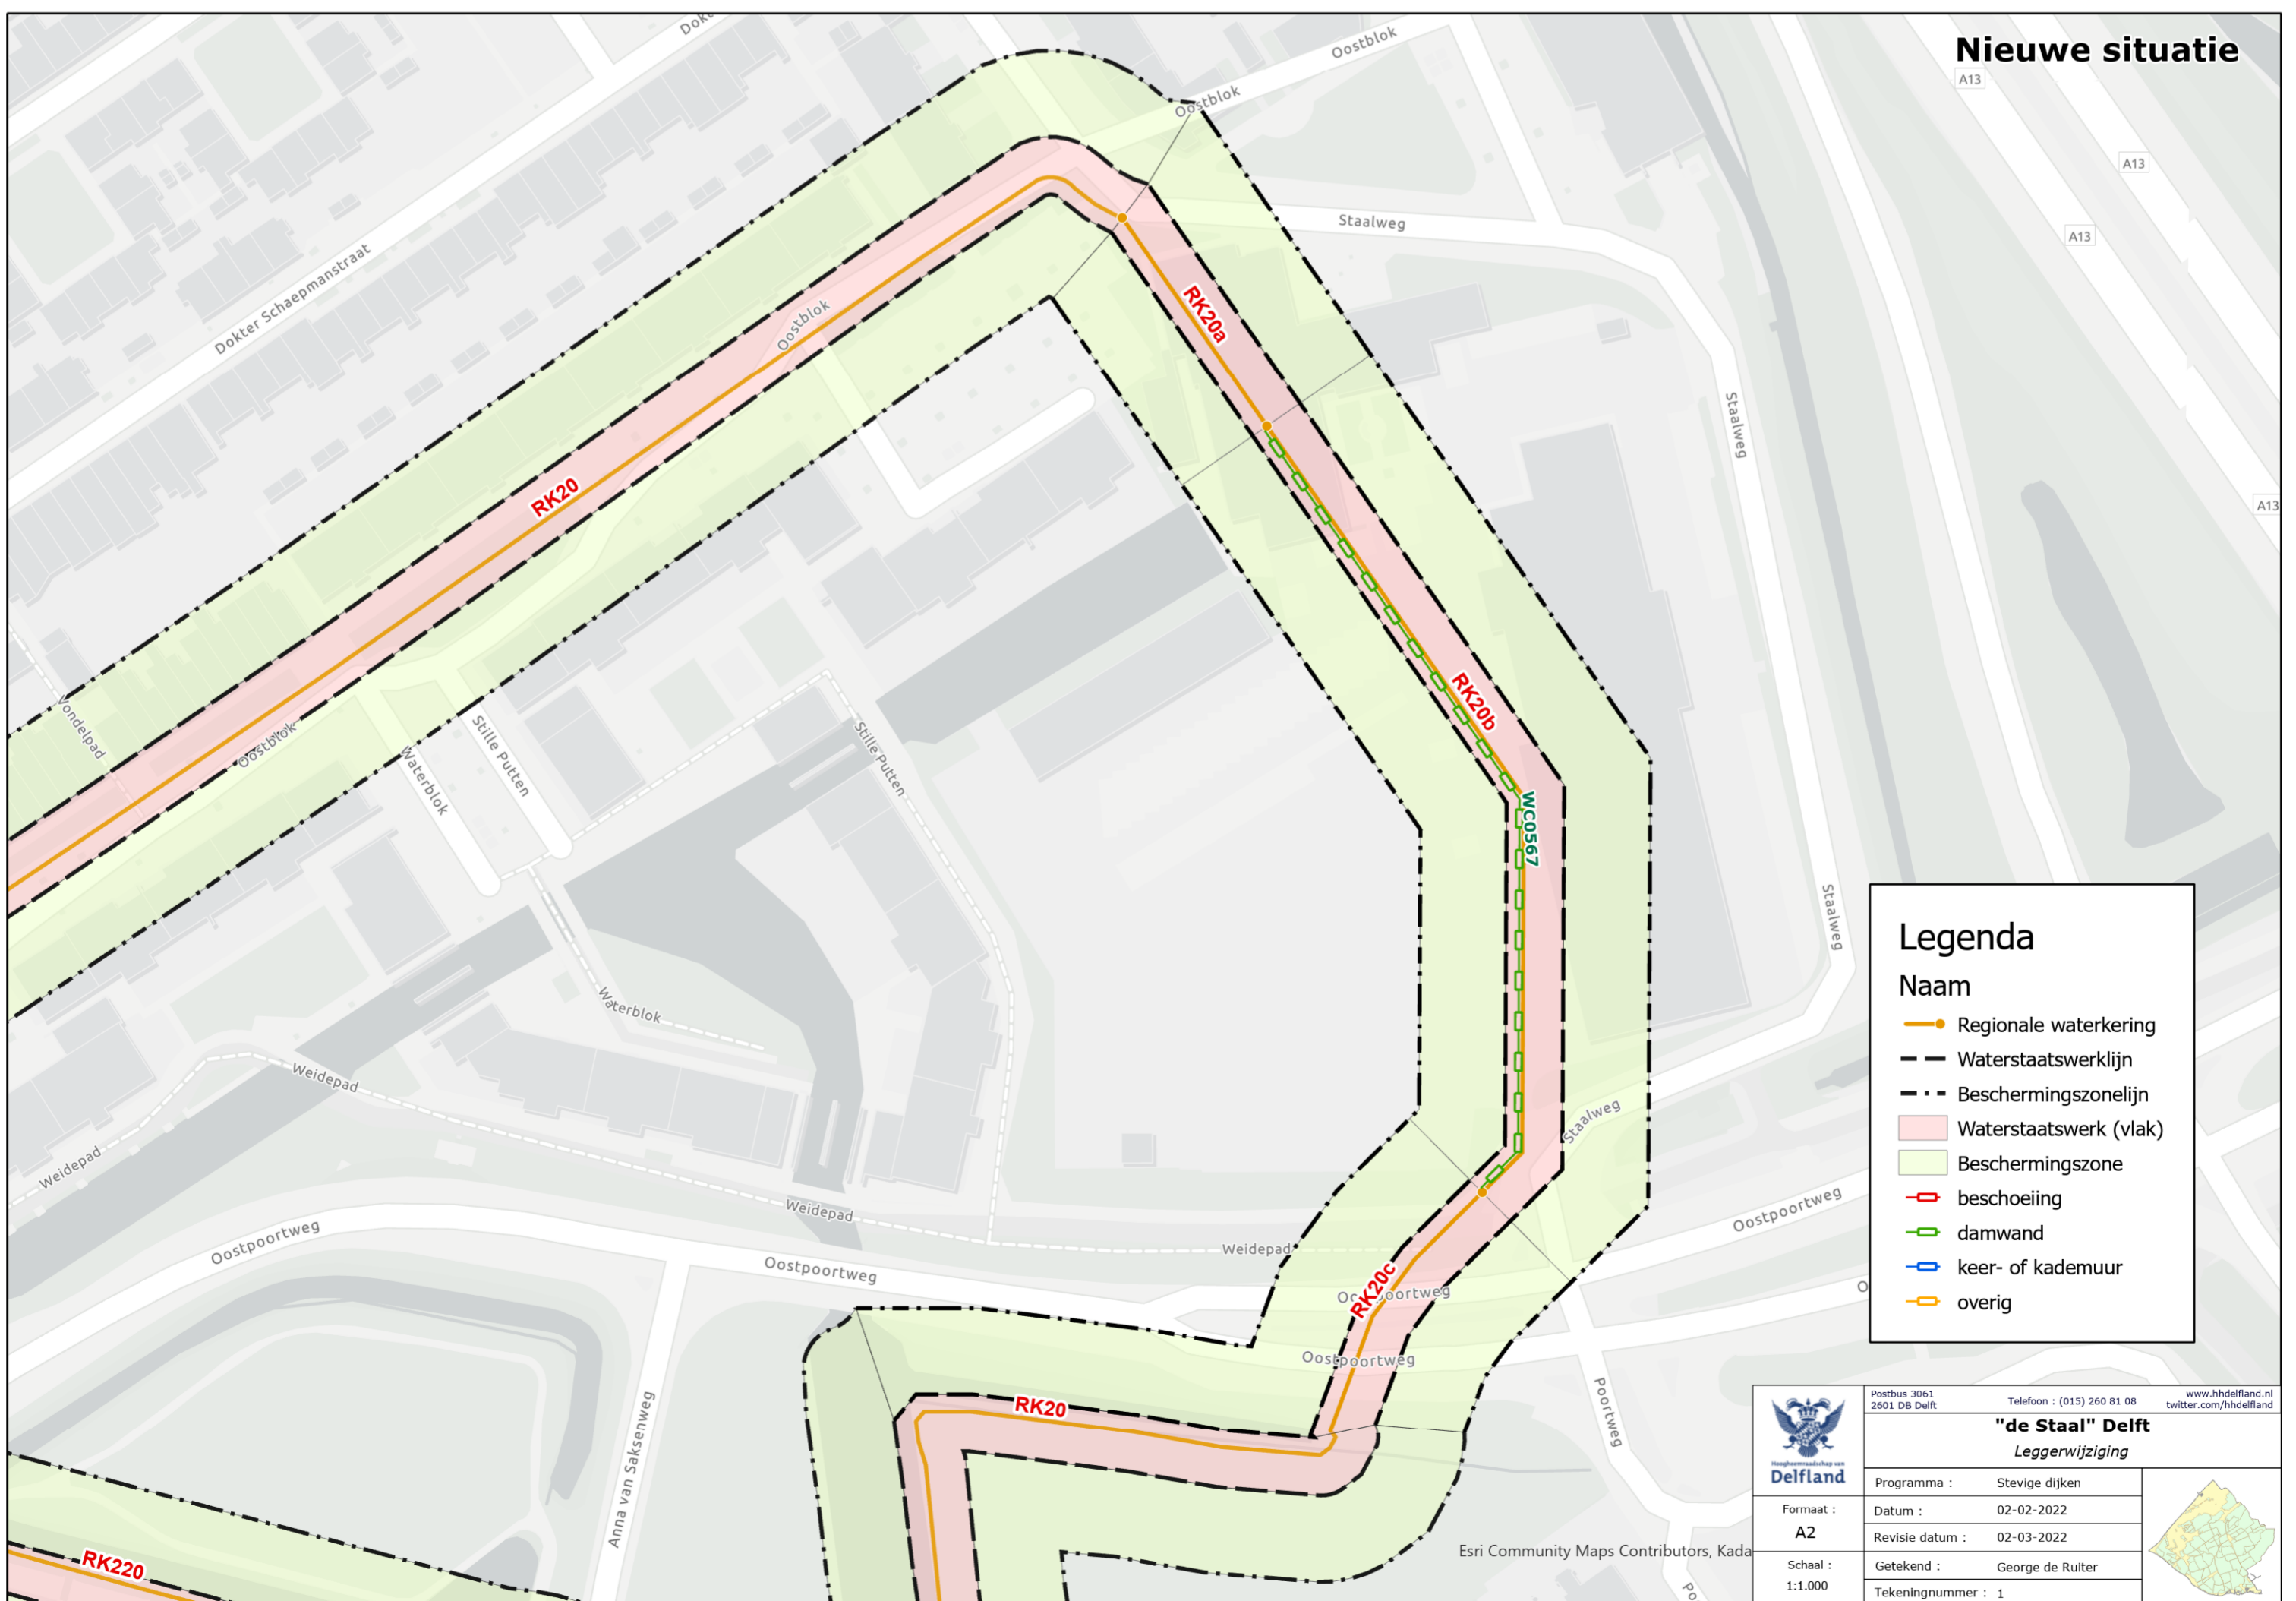 Nieuwe situatie
Oostblok
A13
Oostblok
A13
A13
Staalweg
Dokter Schaepmanstraat
RK20a
Oostblok
Staalweg
RK20
A13
RK20b
Vondelpad
Oostblok
Stille Putten
Stille Putten
Waterblok
WC0567
Staalweg
Waterblok
Weidepad
Staalweg
Weidepad
Weidepad
Oostpoortweg
Oostpoortweg
Weidepad
Oostpoortweg
RK20c
Oostpoortweg
Oostpoortweg
RK20
Poortweg
Anna van Saksenweg
RK220
Legenda
Naam
Regionale waterkering
Waterstaatswerklijn
Beschermingszonelijn
Waterstaatswerk (vlak)
Beschermingszone
beschoeiing
damwand
keer- of kademuur
overig
Esri Community Maps Contributors, Kada
Hoogheemraadschap van
Delfland
Postbus 3061
2601 DB Delft
Telefoon : (015) 260 81 08
www.hhdelfland.nl
twitter.com/hhdelfland
"de Staal" Delft
Leggerwijziging
Programma : Stevige dijken
Formaat :
A2
Datum : 02-02-2022
Revisie datum : 02-03-2022
Schaal :
1:1.000
Getekend : George de Ruiter
Tekeningnummer : 1